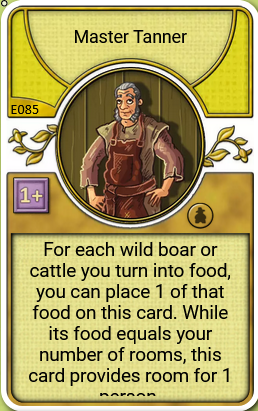 Master Tanner
E085
1+
For each wild boar or
cattle you turn into food,
you can place 1 of that
food on this card. While
its food equals your
number of rooms, this
card provides room for 1
person